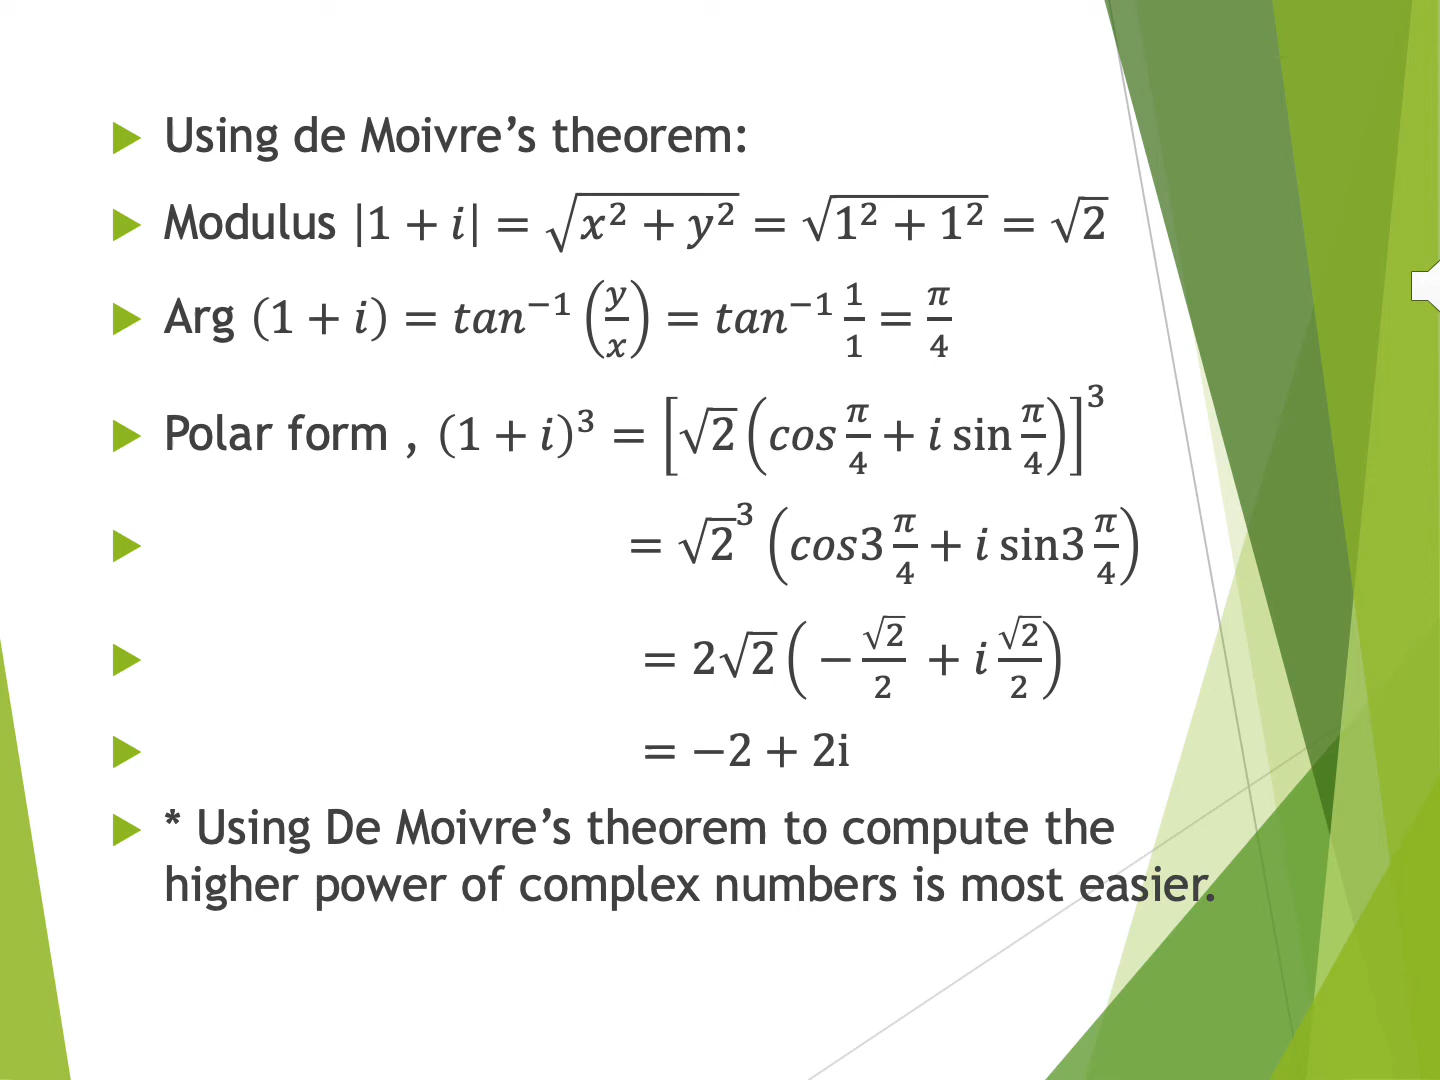 Using de Moivre's theorem:
Modulus |1 + i| = √(x² + y²) = √(1² + 1²) = √2
Arg (1 + i) = tan⁻¹ (y/x) = tan⁻¹ 1/1 = π/4
Polar form , (1 + i)³ = [√2 (cos π/4 + i sin π/4)]³
= √2³ (cos3 π/4 + i sin3 π/4)
= 2√2 ( − √2/2 + i √2/2)
= −2 + 2i
* Using De Moivre's theorem to compute the
higher power of complex numbers is most easier.